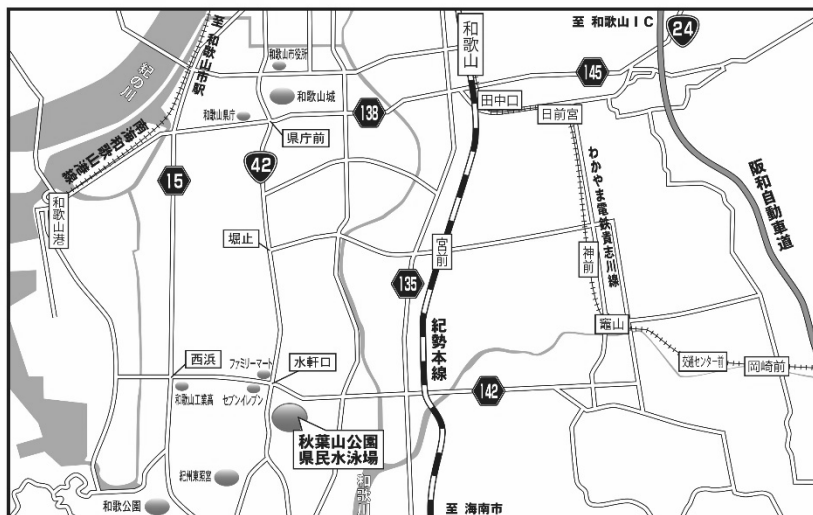 至 和歌山市駅
紀の川
和歌山市役所
和歌山城
和歌山県庁
県庁前
138
南海和歌山港線
和歌山港
15
42
堀止
和歌山
至 和歌山IC
24
145
田中口
日前宮
わかやま電鉄貴志川線
阪和自動車道
宮前
神前
135
竈山
交通センター前
岡崎前
紀勢本線
西浜
ファミリーマート
水軒口
和歌山工業高
セブンイレブン
142
秋葉山公園
県民水泳場
紀州東照宮
和歌公園
和歌川
至 海南市